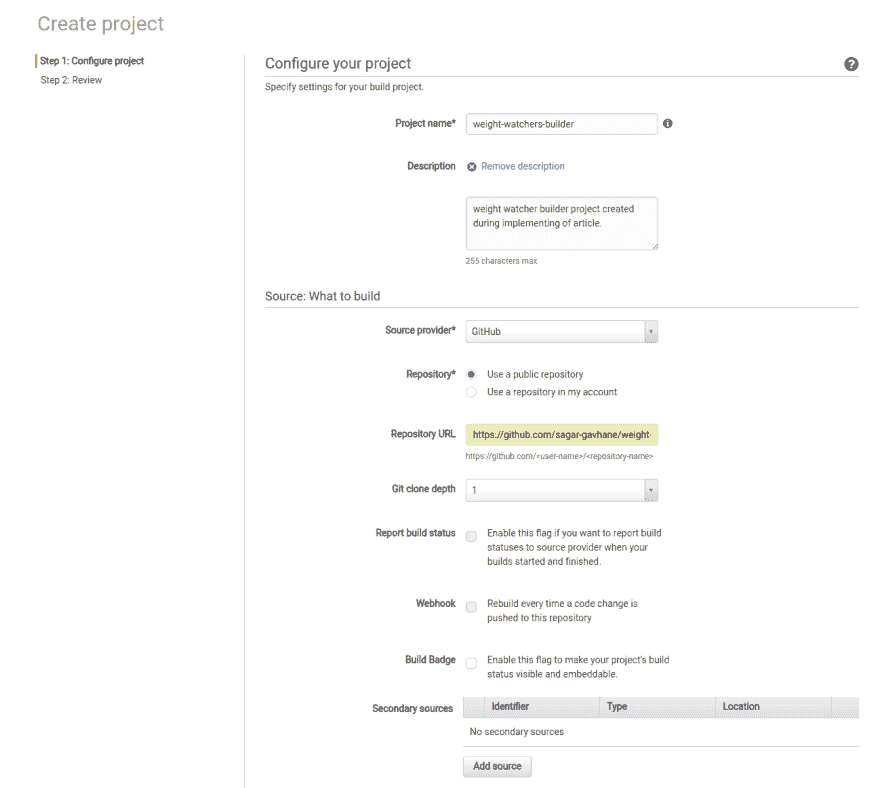 Create project
Step 1: Configure project
Step 2: Review
Configure your project
?
Specify settings for your build project.
Project name* weight-watchers-builder
Description Remove description
weight watcher builder project created
during implementing of article.
255 characters max
Source: What to build
Source provider* GitHub
Repository* Use a public repository
Use a repository in my account
Repository URL https://github.com/sagar-gavhane/weight-
https://github.com/<user-name>/<repository-name>
Git clone depth 1
Report build status Enable this flag if you want to report build
statuses to source provider when your
builds started and finished.
Webhook Rebuild every time a code change is
pushed to this repository
Build Badge Enable this flag to make your project's build
status visible and embeddable.
Secondary sources Identifier Type Location
No secondary sources
Add source